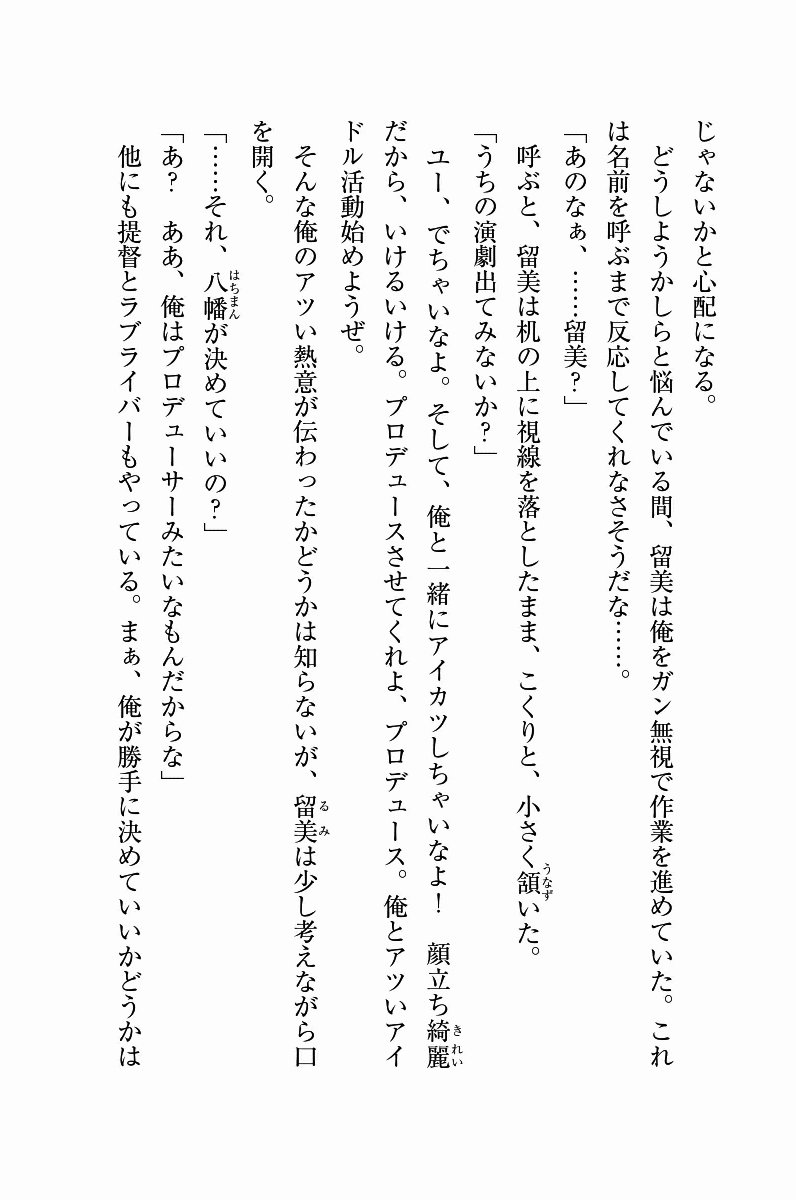 じゃないかと心配になる。
　どうしようかしらと悩んでいる間、留美は俺をガン無視で作業を進めていた。これ
は名前を呼ぶまで反応してくれなさそうだな……。
「あのなぁ、……留美？」
　呼ぶと、留美は机の上に視線を落としたまま、こくりと、小さく頷いた。
「うちの演劇出てみないか？」
　ユー、でちゃいなよ。そして、俺と一緒にアイカツしちゃいなよ！　顔立ち綺麗
だから、いけるいける。プロデュースさせてくれよ、プロデュース。俺とアツいアイ
ドル活動始めようぜ。
　そんな俺のアツい熱意が伝わったかどうかは知らないが、留美は少し考えながら口
を開く。
「……それ、八幡が決めていいの？」
「あ？　ああ、俺はプロデューサーみたいなもんだからな」
　他にも提督とラブライバーもやっている。まぁ、俺が勝手に決めていいかどうかは